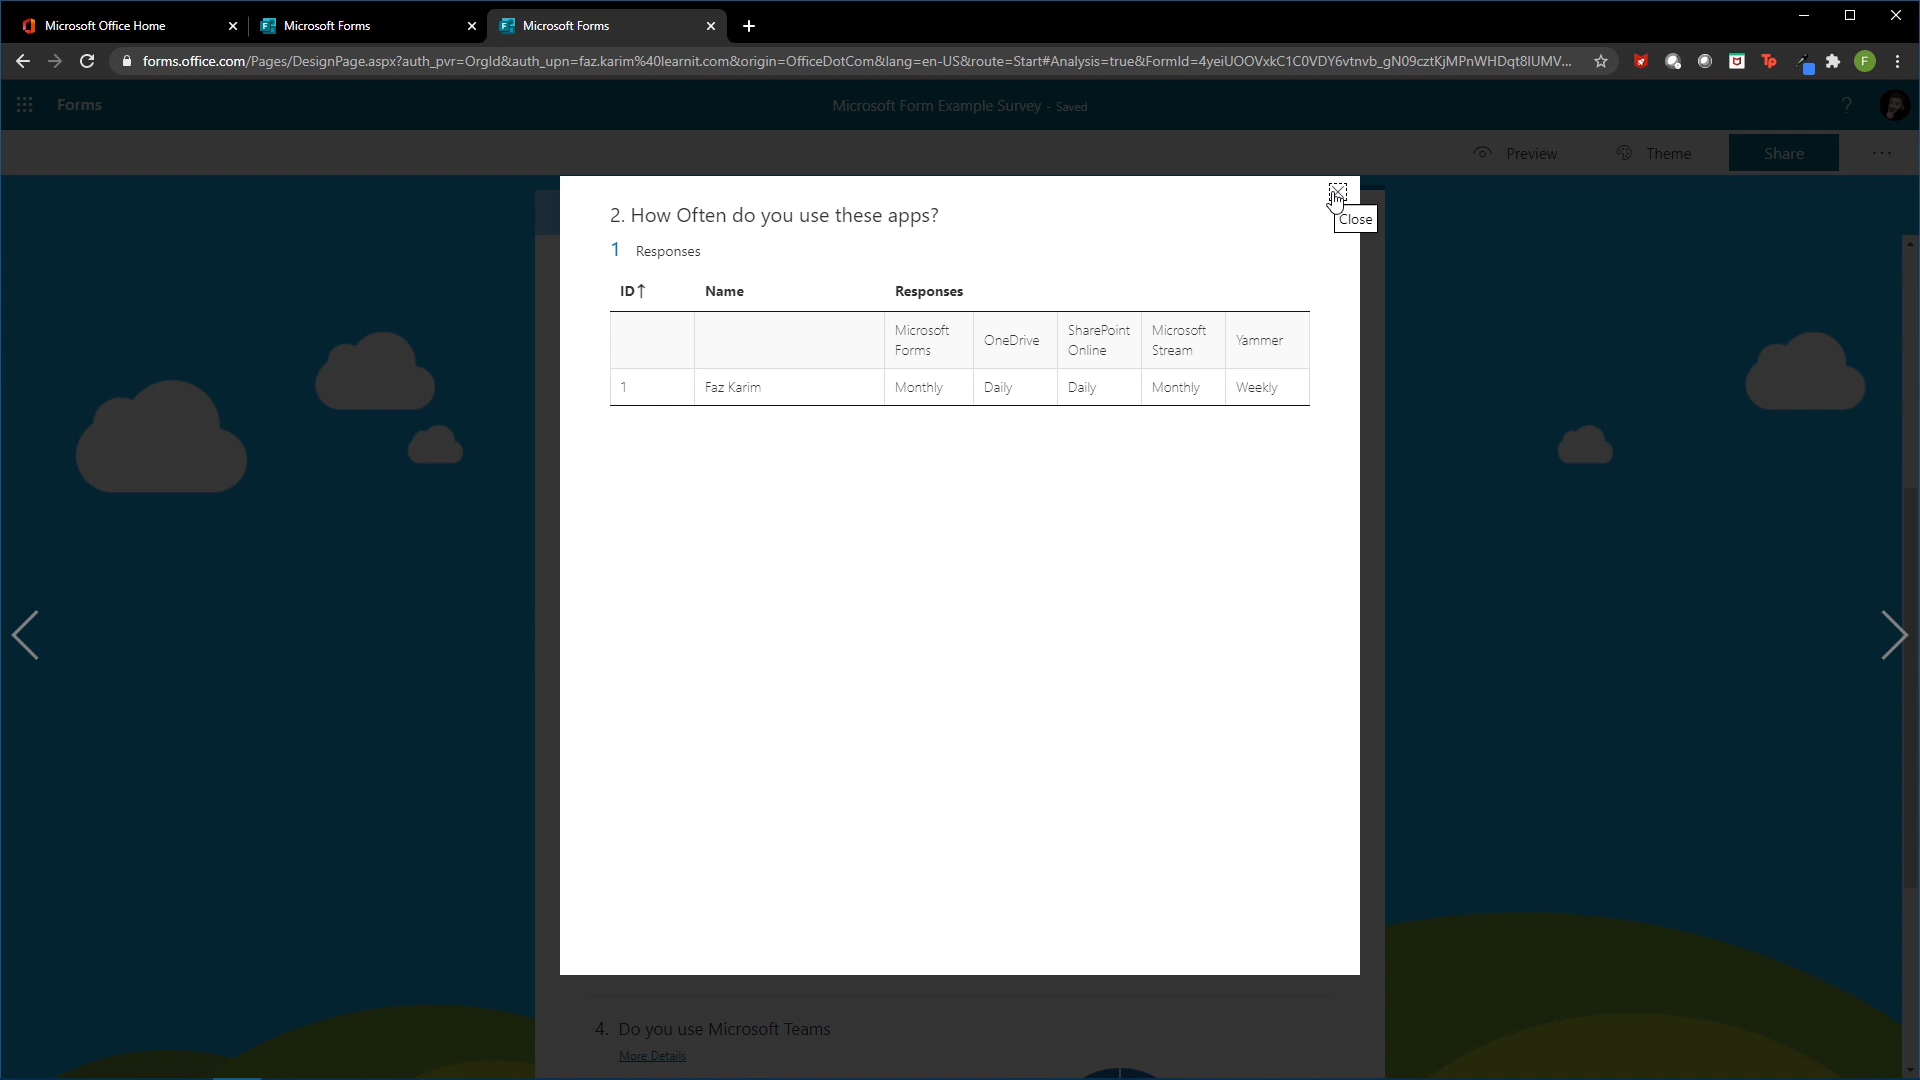 Microsoft Office Home
Microsoft Forms
Microsoft Forms
forms.office.com/Pages/DesignPage.aspx?auth_pvr=OrgId&auth_upn=faz.karim%40learnit.com&origin=OfficeDotCom&lang=en-US&route=Start#Analysis=true&FormId=4yeiUOOVxkC1C0VDY6vtnvb_gN09cztKjMPnWHDqt8lUMV...
Tp
F
Forms
Microsoft Form Example Survey - Saved
?
Preview
Theme
Share
...
Close
2. How Often do you use these apps?
1 Responses
ID↑ Name Responses
Microsoft Forms OneDrive SharePoint Online Microsoft Stream Yammer
1 Faz Karim Monthly Daily Daily Monthly Weekly
4. Do you use Microsoft Teams
More Details